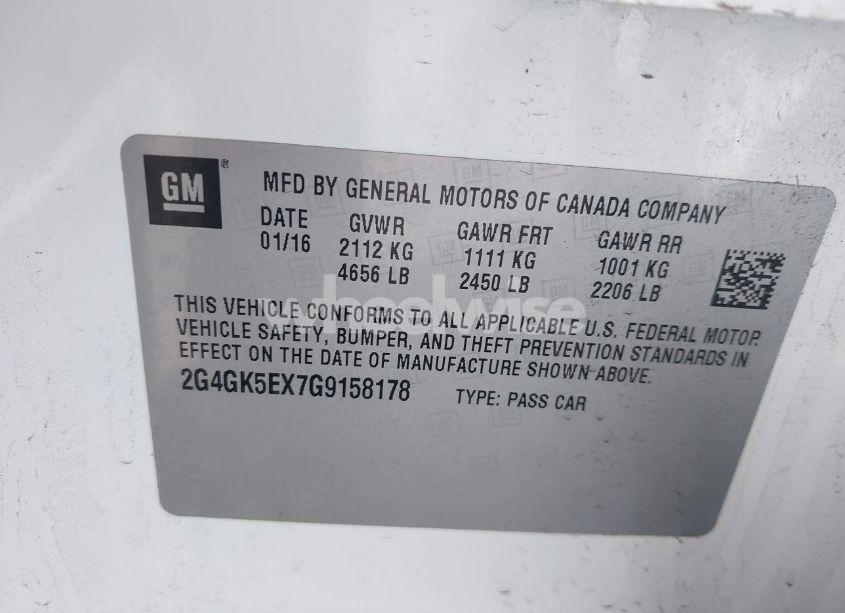 GM ®
MFD BY GENERAL MOTORS OF CANADA COMPANY
DATE GVWR GAWR FRT GAWR RR
01/16 2112 KG 1111 KG 1001 KG
4656 LB 2450 LB 2206 LB
THIS VEHICLE CONFORMS TO ALL APPLICABLE U.S. FEDERAL MOTOR
VEHICLE SAFETY, BUMPER, AND THEFT PREVENTION STANDARDS IN
EFFECT ON THE DATE OF MANUFACTURE SHOWN ABOVE.
2G4GK5EX7G9158178 TYPE: PASS CAR